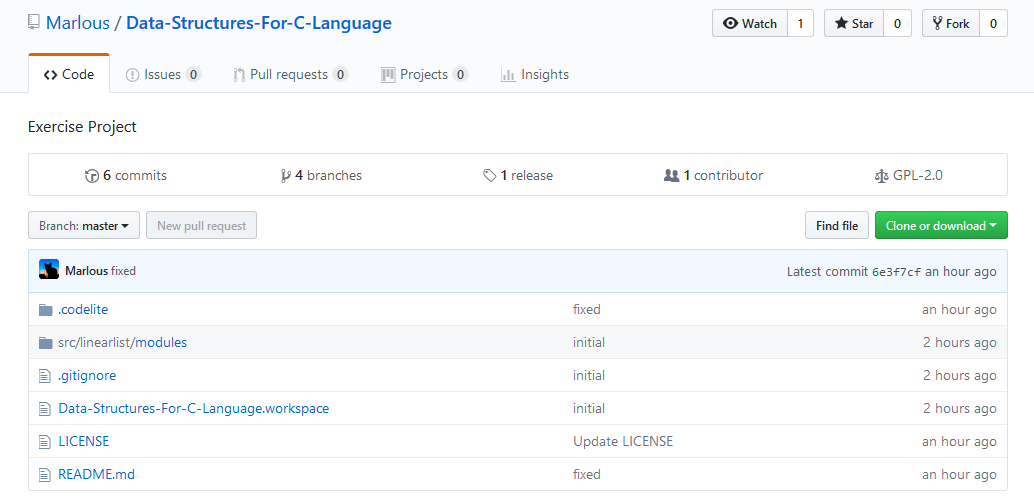 Marlous / Data-Structures-For-C-Language Watch 1 Star 0 Fork 0
Code Issues 0 Pull requests 0 Projects 0 Insights
Exercise Project
6 commits 4 branches 1 release 1 contributor GPL-2.0
Branch: master New pull request Find file Clone or download
Marlous fixed Latest commit 6e3f7cf an hour ago
.codelite fixed an hour ago
src/linearlist/modules initial 2 hours ago
.gitignore initial 2 hours ago
Data-Structures-For-C-Language.workspace initial 2 hours ago
LICENSE Update LICENSE an hour ago
README.md fixed an hour ago